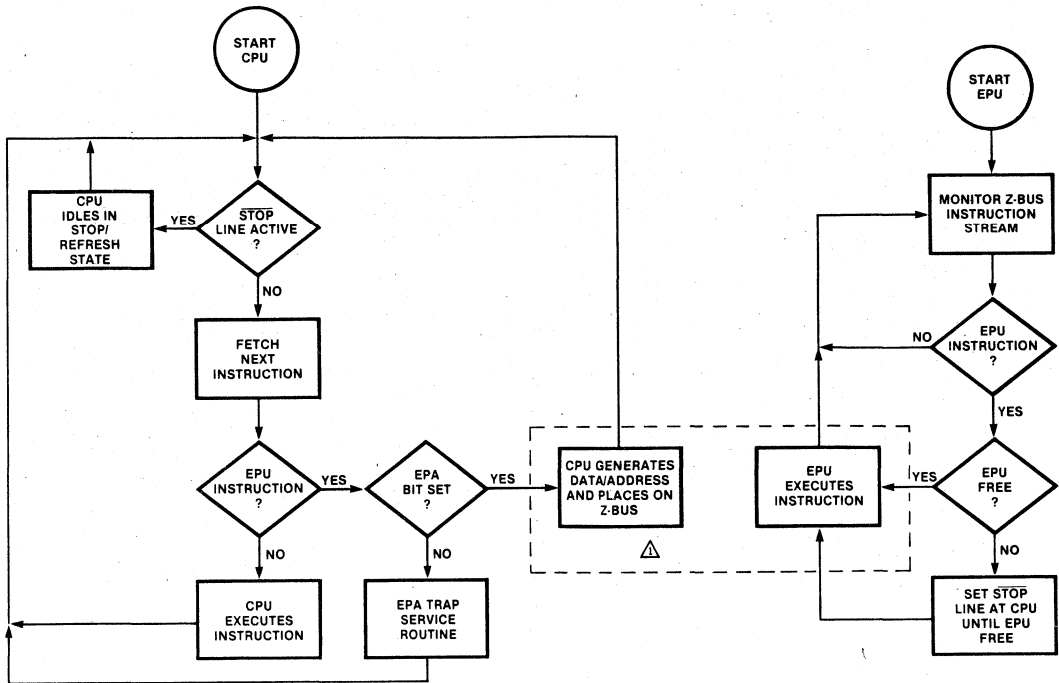 START
CPU
CPU
IDLES IN
STOP/
REFRESH
STATE
YES
STOP
LINE ACTIVE
?
NO
FETCH
NEXT
INSTRUCTION
EPU
INSTRUCTION
?
YES
NO
CPU
EXECUTES
INSTRUCTION
EPA
BIT SET
?
YES
NO
EPA TRAP
SERVICE
ROUTINE
CPU GENERATES
DATA/ADDRESS
AND PLACES ON
Z-BUS
1
START
EPU
MONITOR Z-BUS
INSTRUCTION
STREAM
EPU
INSTRUCTION
?
NO
YES
EPU
FREE
?
YES
NO
EPU
EXECUTES
INSTRUCTION
SET STOP
LINE AT CPU
UNTIL EPU
FREE